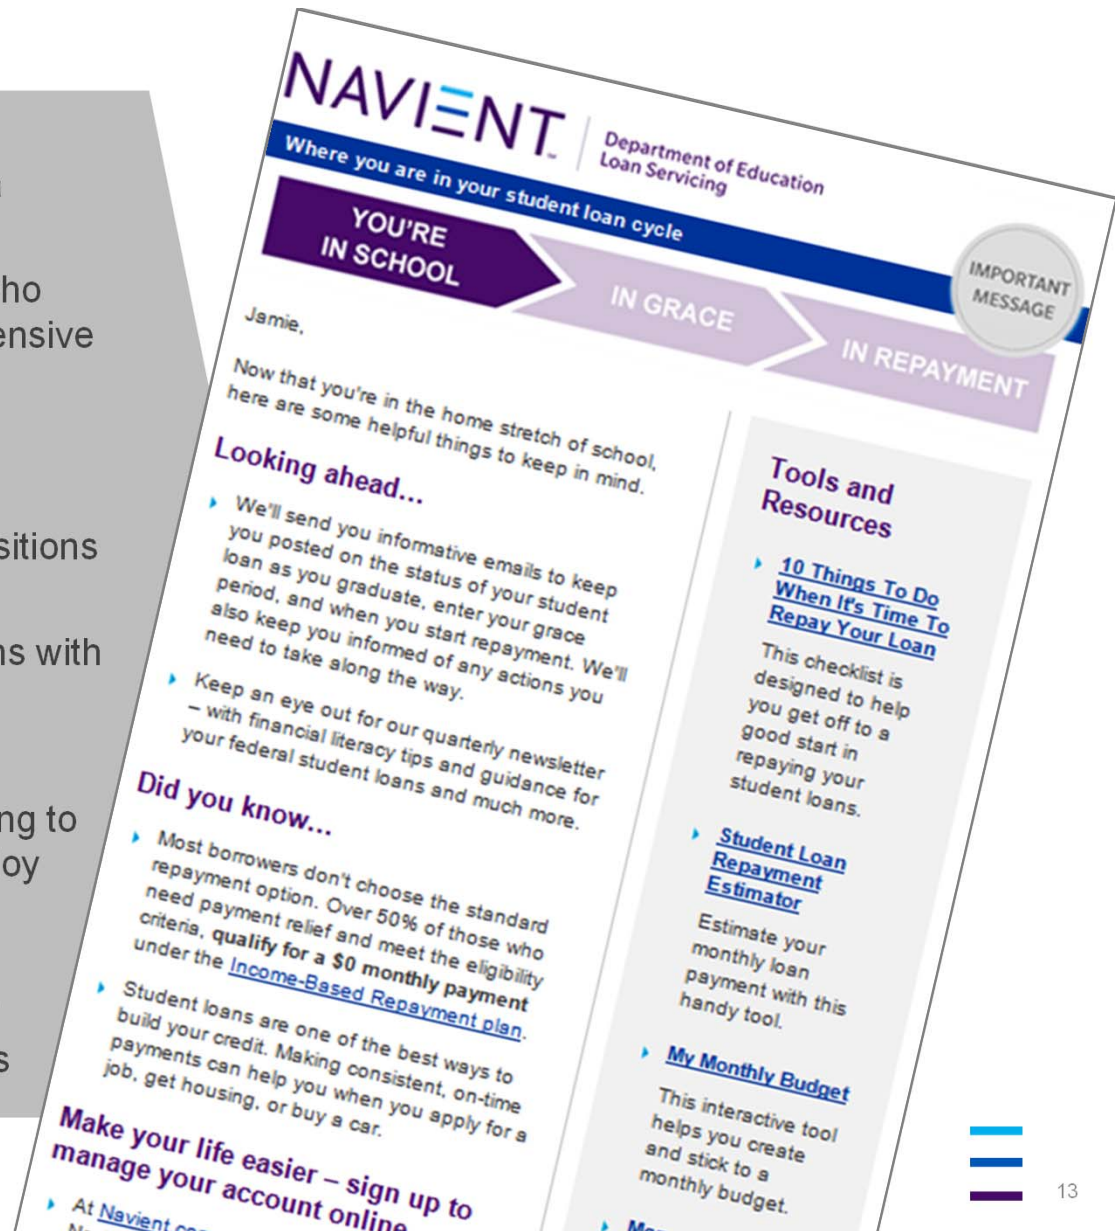 ensive
sitions
ns with
ng to
oy
NAVIENT
Department of Education
Loan Servicing
Where you are in your student loan cycle
IMPORTANT
MESSAGE
YOU'RE
IN SCHOOL
IN GRACE
IN REPAYMENT
Jamie,
Now that you're in the home stretch of school,
here are some helpful things to keep in mind.
Looking ahead...
We'll send you informative emails to keep
you posted on the status of your student
loan as you graduate, enter your grace
period, and when you start repayment. We'll
also keep you informed of any actions you
need to take along the way.
Keep an eye out for our quarterly newsletter
– with financial literacy tips and guidance for
your federal student loans and much more.
Did you know...
Most borrowers don't choose the standard
repayment option. Over 50% of those who
need payment relief and meet the eligibility
criteria, qualify for a $0 monthly payment
under the Income-Based Repayment plan.
Student loans are one of the best ways to
build your credit. Making consistent, on-time
payments can help you when you apply for a
job, get housing, or buy a car.
Make your life easier – sign up to
manage your account online
At
Tools and
Resources
10 Things To Do
When It's Time To
Repay Your Loan
This checklist is
designed to help
you get off to a
good start in
repaying your
student loans.
Student Loan
Repayment
Estimator
Estimate your
monthly loan
payment with this
handy tool.
My Monthly Budget
This interactive tool
helps you create
and stick to a
monthly budget.
13